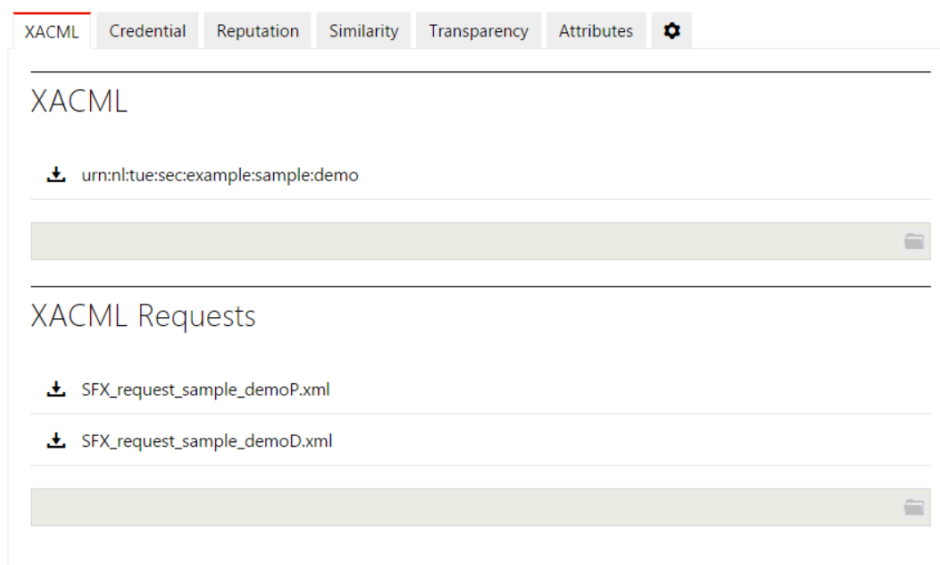 XACML Credential Reputation Similarity Transparency Attributes
XACML
urn:nl:tue:sec:example:sample:demo
XACML Requests
SFX_request_sample_demoP.xml
SFX_request_sample_demoD.xml